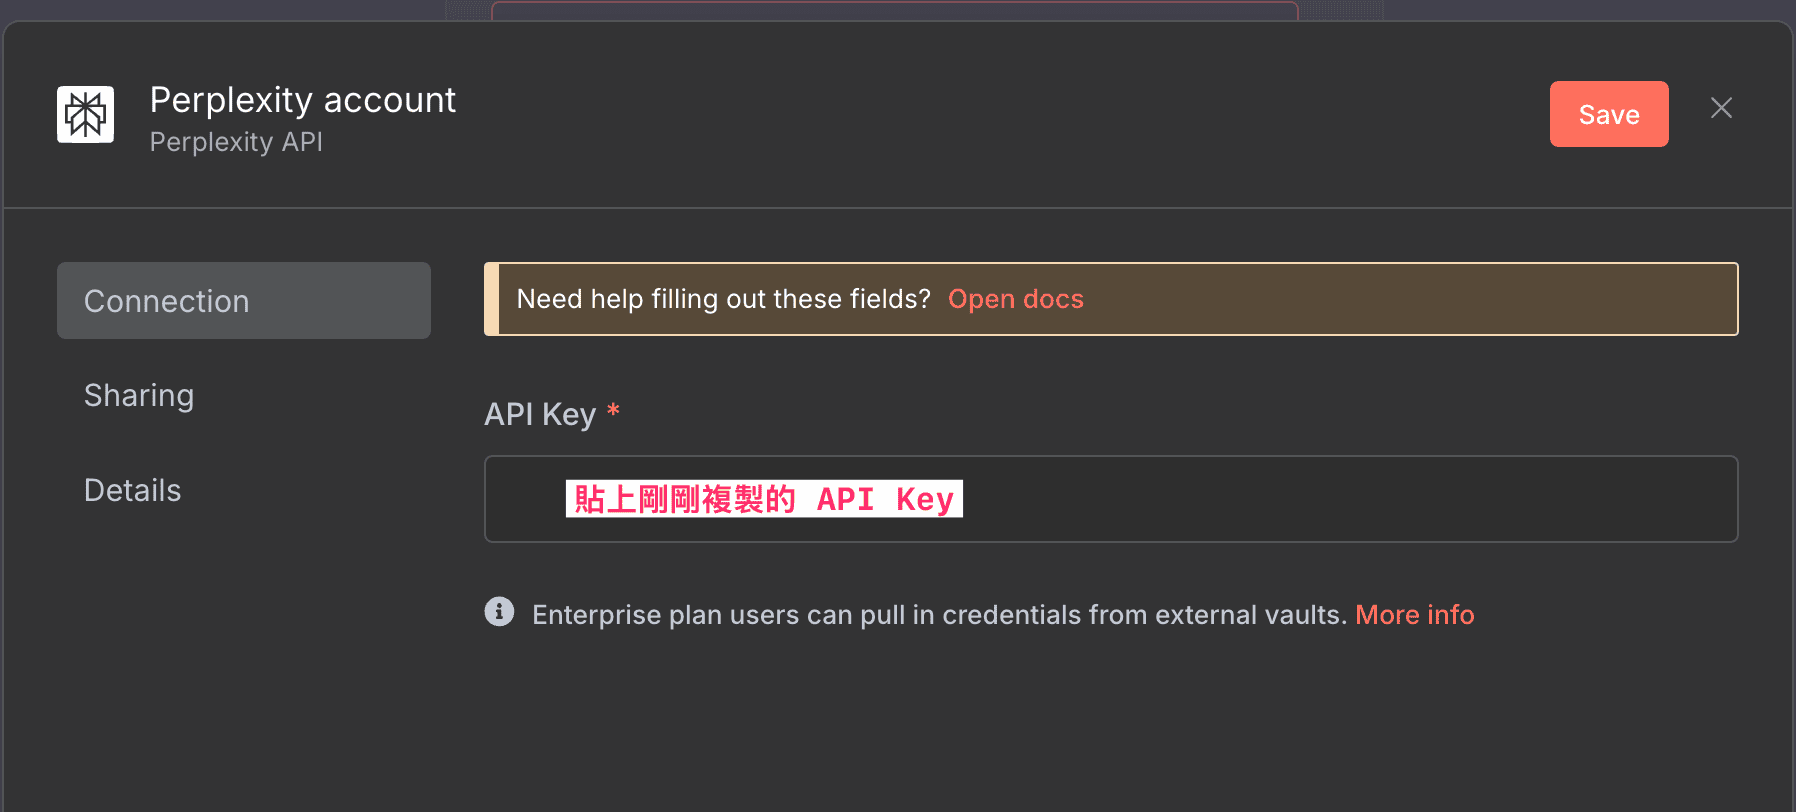 Perplexity account
Perplexity API
Save
Connection
Sharing
Details
Need help filling out these fields? Open docs
API Key *
貼上剛剛複製的 API Key
Enterprise plan users can pull in credentials from external vaults. More info